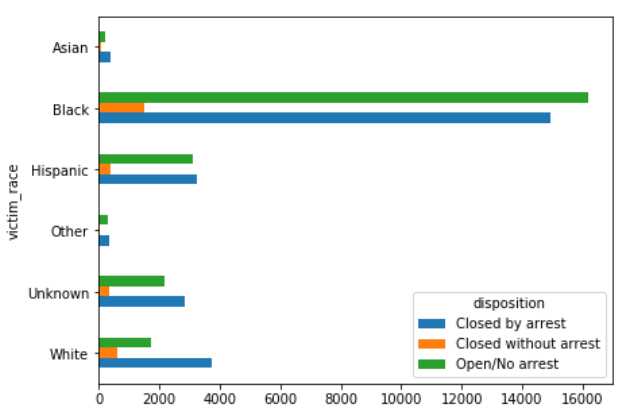 Asian
Black
Hispanic
Other
Unknown
White
victim_race
disposition
Closed by arrest
Closed without arrest
Open/No arrest
0 2000 4000 6000 8000 10000 12000 14000 16000